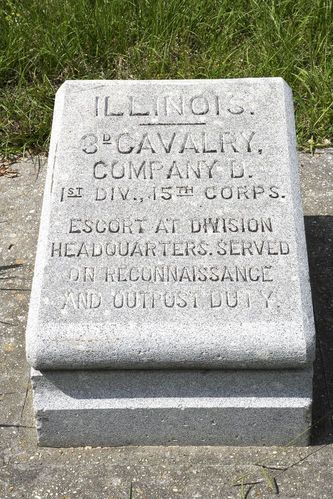 ILLINOIS.
3D CAVALRY,
COMPANY D.
1ST DIV., 15TH CORPS.
ESCORT AT DIVISION
HEADQUARTERS. SERVED
ON RECONNAISSANCE
AND OUTPOST DUTY.